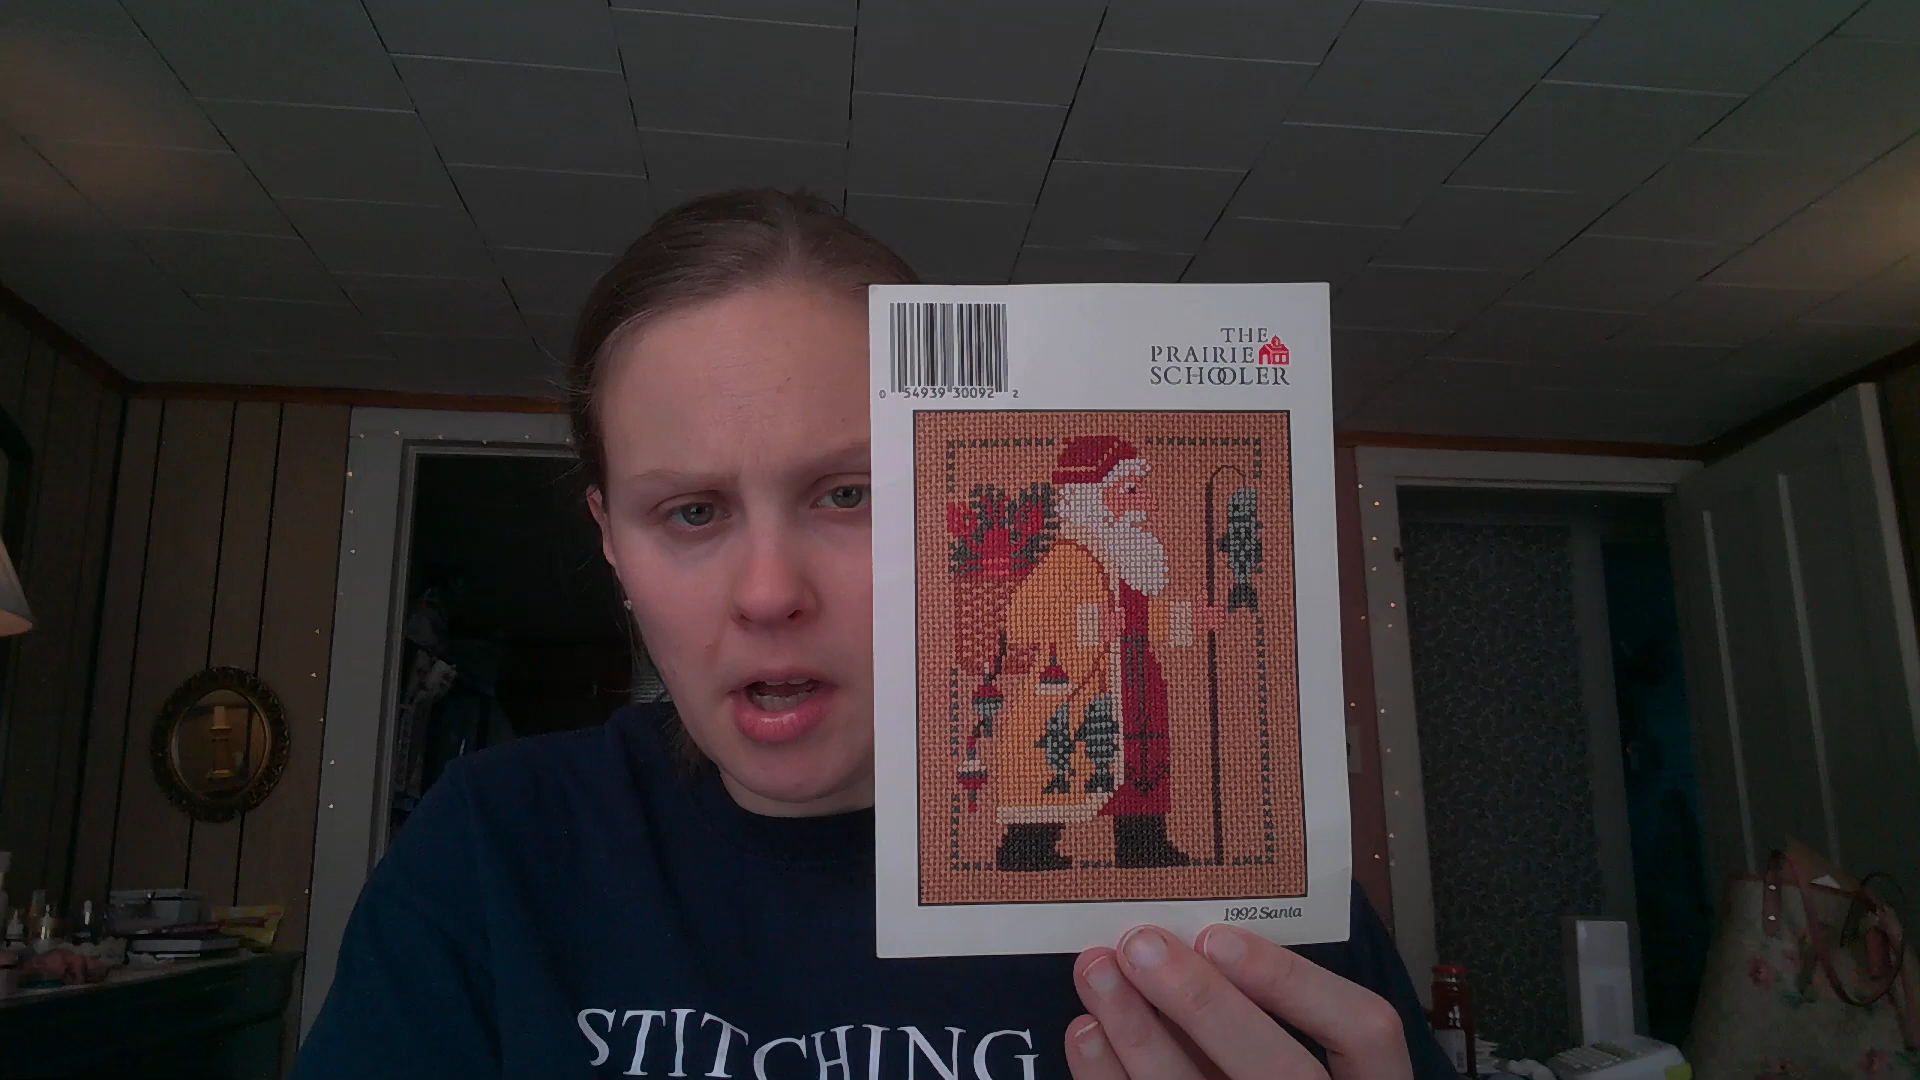 0 54939 30092 2
THE
PRAIRIE
SCHOOLER
1992 Santa
STITCHING